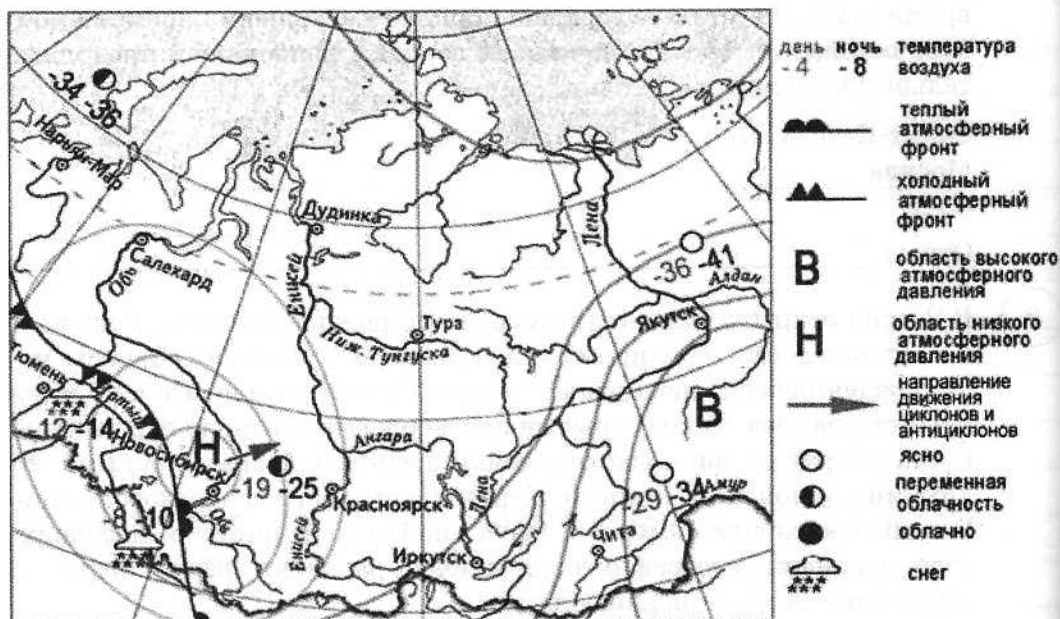 -34 -36
Нарьян-Мар
Салехард
Обь
Дудинка
Енисей
Тура
Ниж. Тунгуска
Лена
-36 -41
Алдан
Якутск
В
Тюмень
Иртыш
-12 -14
Новосибирск
Н
-19 -25
Обь
-8 -10
Ангара
Енисей
Красноярск
Лена
Иркутск
-29 -34
Чита
Амур
день ночь температура
-4 -8 воздуха
теплый
атмосферный
фронт
холодный
атмосферный
фронт
В
область высокого
атмосферного
давления
Н
область низкого
атмосферного
давления
направление
движения
циклонов и
антициклонов
ясно
переменная
облачность
облачно
снег